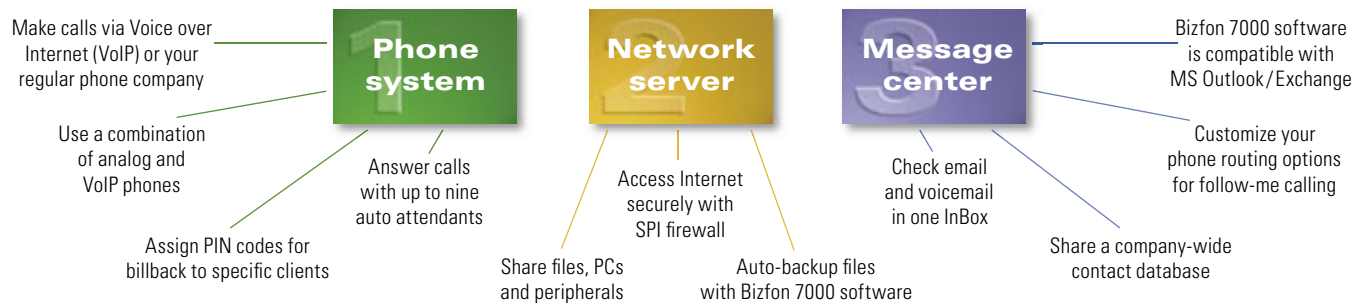 Make calls via Voice over
Internet (VoIP) or your
regular phone company
Use a combination
of analog and
VoIP phones
Assign PIN codes for
billback to specific clients
Answer calls
with up to nine
auto attendants
1
Phone
system
2
Network
server
Share files, PCs
and peripherals
Access Internet
securely with
SPI firewall
Auto-backup files
with Bizfon 7000 software
3
Message
center
Check email
and voicemail
in one InBox
Share a company-wide
contact database
Customize your
phone routing options
for follow-me calling
Bizfon 7000 software
is compatible with
MS Outlook/Exchange